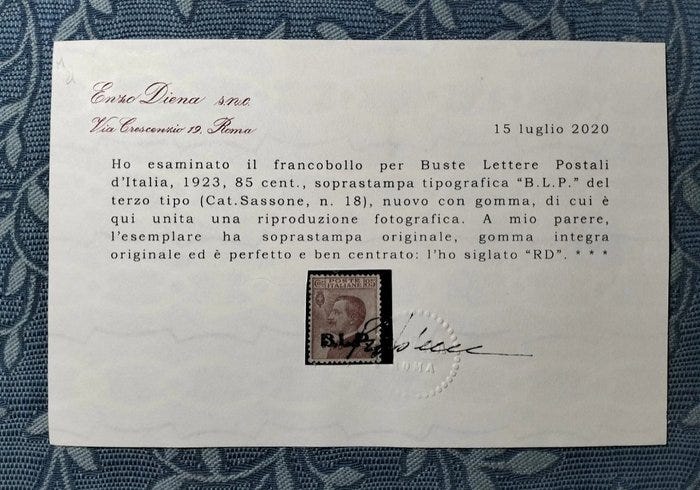 Enzo Diena s.n.c.
Via Crescenzio 19, Roma
15 luglio 2020
Ho esaminato il francobollo per Buste Lettere Postali
d'Italia, 1923, 85 cent., soprastampa tipografica "B.L.P." del
terzo tipo (Cat.Sassone, n. 18), nuovo con gomma, di cui è
qui unita una riproduzione fotografica. A mio parere,
l'esemplare ha soprastampa originale, gomma integra
originale ed è perfetto e ben centrato: l'ho siglato "RD". * * *
POSTE
ITALIANE
B.L.P.